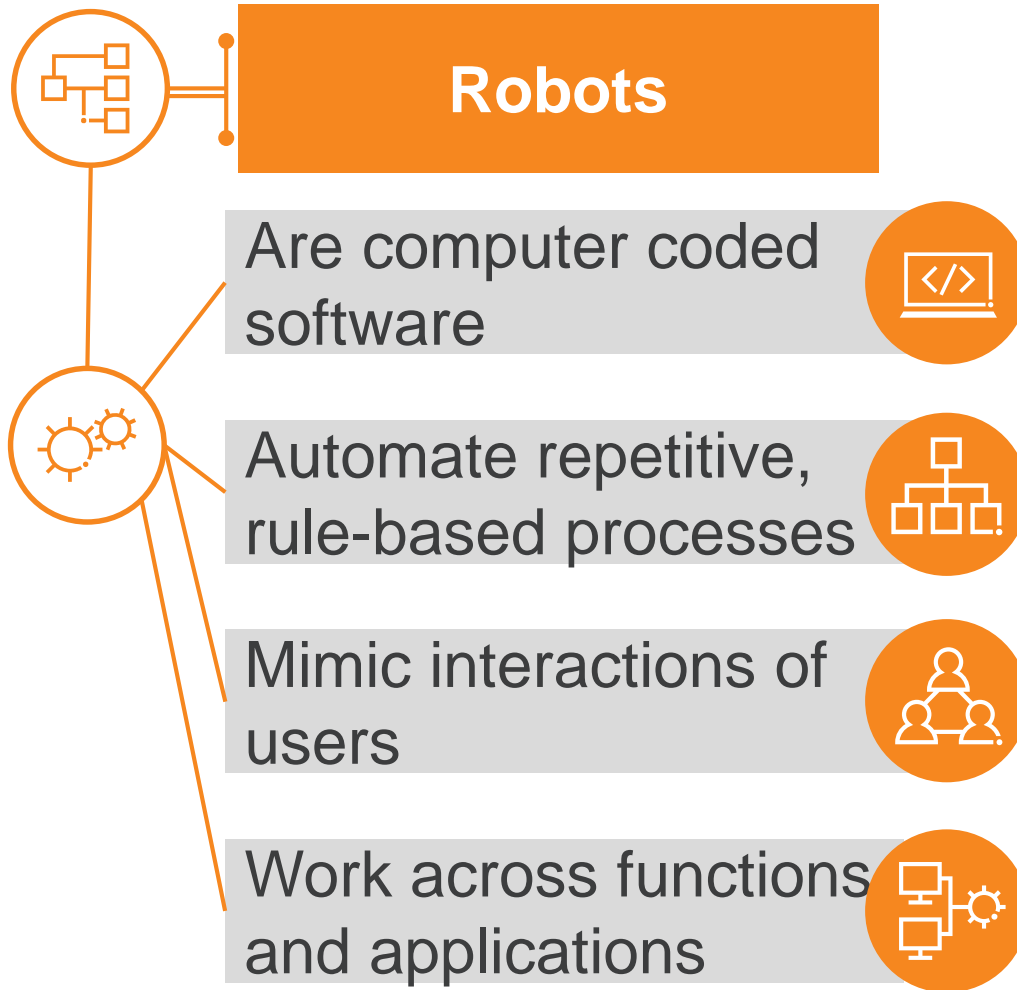 Robots
Are computer coded
software
Automate repetitive,
rule-based processes
Mimic interactions of
users
Work across functions
and applications